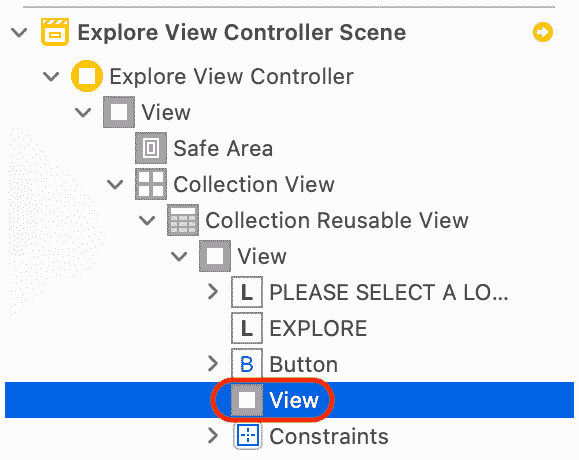 Explore View Controller Scene
Explore View Controller
View
Safe Area
Collection View
Collection Reusable View
View
L PLEASE SELECT A LO...
L EXPLORE
B Button
View
Constraints